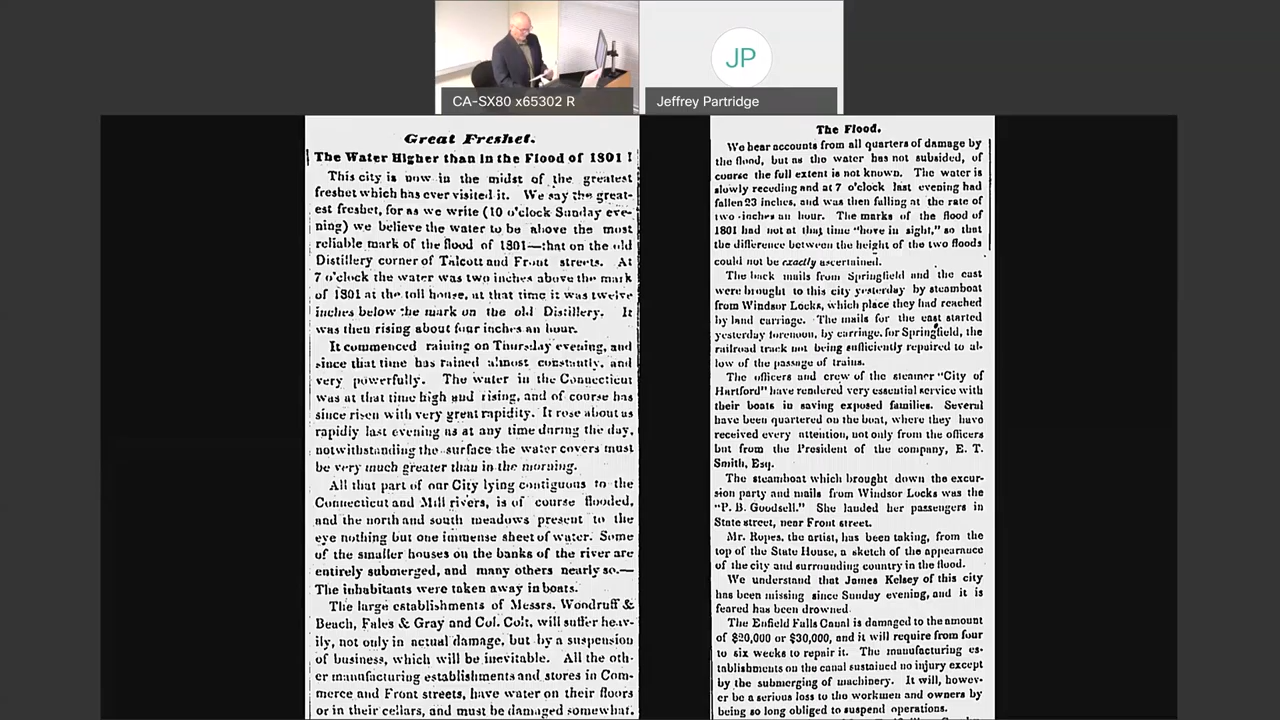 CA-SX80 x65302 R
JP
Jeffrey Partridge
Great Freshet.
The Water Higher than in the Flood of 1801!
This city is now in the midst of the greatest
freshet which has ever visited it. We say the great-
est freshet, for as we write (10 o'clock Sunday eve-
ning) we believe the water to be above the most
reliable mark of the flood of 1801—that on the old
Distillery corner of Talcott and Front streets. At
7 o'clock the water was two inches above the mark
of 1801 at the toll house, at that time it was twelve
inches below the mark on the old Distillery. It
was then rising about four inches an hour.
It commenced raining on Thursday evening, and
since that time has rained almost constantly, and
very powerfully. The water in the Connecticut
was at that time high and rising, and of course has
since risen with very great rapidity. It rose about as
rapidly last evening as at any time during the day,
notwithstanding the surface the water covers must
be very much greater than in the morning.
All that part of our City lying contiguous to the
Connecticut and Mill rivers, is of course flooded,
and the north and south meadows present to the
eye nothing but one immense sheet of water. Some
of the smaller houses on the banks of the river are
entirely submerged, and many others nearly so.—
The inhabitants were taken away in boats.
The large establishments of Messrs. Woodruff &
Beach, Fales & Gray and Col. Colt, will suffer heav-
ily, not only in actual damage, but by a suspension
of business, which will be inevitable. All the oth-
er manufacturing establishments and stores in Com-
merce and Front streets, have water on their floors
or in their cellars, and must be damaged somewhat.
The Flood.
We hear accounts from all quarters of damage by
the flood, but as the water has not subsided, of
course the full extent is not known. The water is
slowly receding and at 7 o'clock last evening had
fallen 23 inches, and was then falling at the rate of
two inches an hour. The marks of the flood of
1801 had not at that time "hove in sight," so that
the difference between the height of the two floods
could not be exactly ascertained.
The back mails from Springfield and the east
were brought to this city yesterday by steamboat
from Windsor Locks, which place they had reached
by land carriage. The mails for the east started
yesterday forenoon, by carriage, for Springfield, the
railroad track not being sufficiently repaired to al-
low of the passage of trains.
The officers and crew of the steamer "City of
Hartford" have rendered very essential service with
their boats in saving exposed families. Several
have been quartered on the boat, where they have
received every attention, not only from the officers
but from the President of the company, E. T.
Smith, Esq.
The steamboat which brought down the excur-
sion party and mails from Windsor Locks was the
"P. B. Goodsell." She landed her passengers in
State street, near Front street.
Mr. Ropes, the artist, has been taking, from the
top of the State House, a sketch of the appearance
of the city and surrounding country in the flood.
We understand that James Kelsey of this city
has been missing since Sunday evening, and it is
feared has been drowned.
The Enfield Falls Canal is damaged to the amount
of $20,000 or $30,000, and it will require from four
to six weeks to repair it. The manufacturing es-
tablishments on the canal sustained no injury except
by the submerging of machinery. It will, howev-
er be a serious loss to the workmen and owners by
being so long obliged to suspend operations.